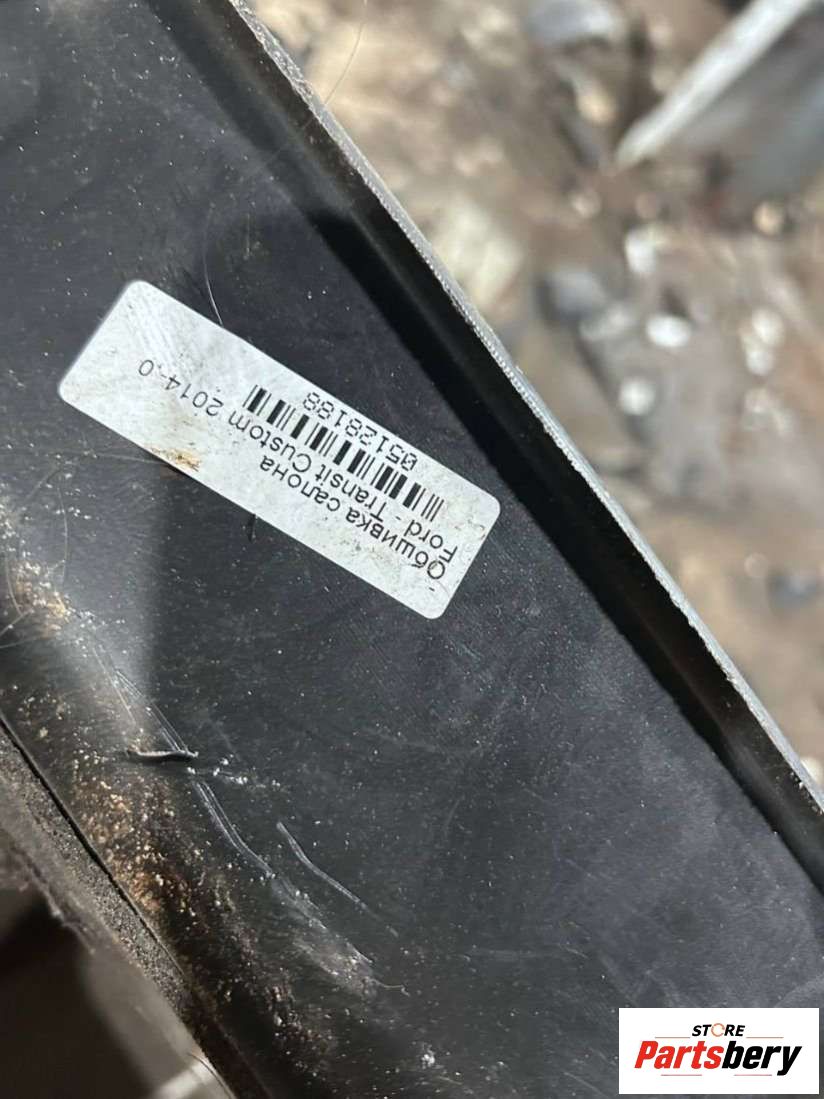 Обшивка салона
Ford - Transit Custom 2014-0
05128188
-
STORE
Partsbery